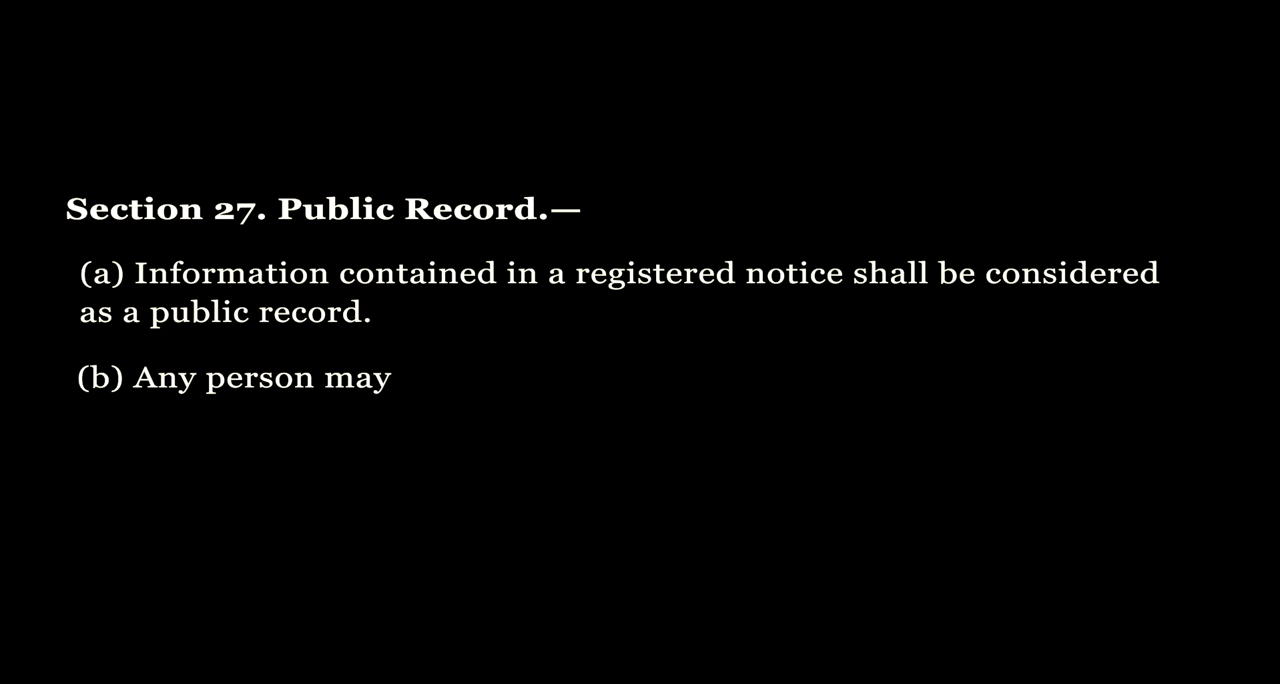 Section 27. Public Record.—
(a) Information contained in a registered notice shall be considered
as a public record.
(b) Any person may